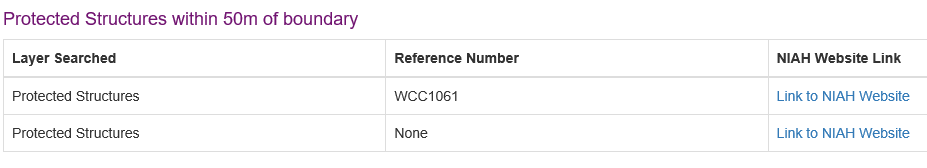 Protected Structures within 50m of boundary
Layer Searched Reference Number NIAH Website Link
Protected Structures WCC1061 Link to NIAH Website
Protected Structures None Link to NIAH Website